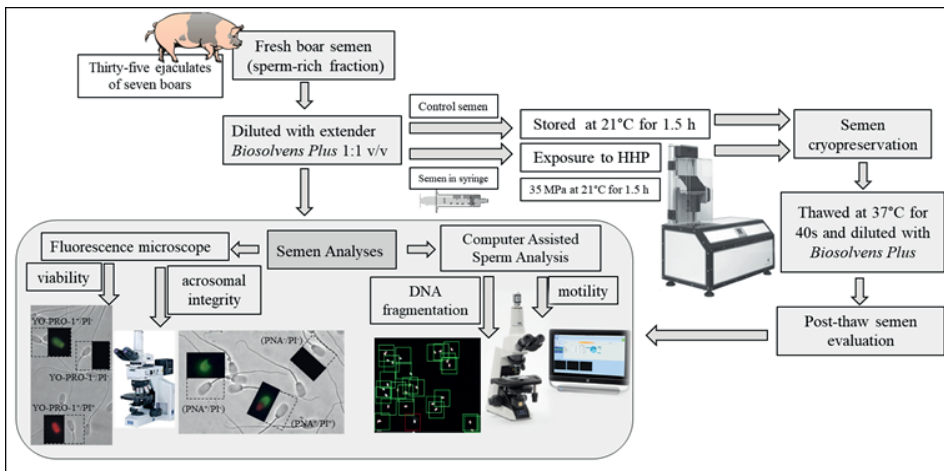 Thirty-five ejaculates
of seven boars
Fresh boar semen
(sperm-rich fraction)
Diluted with extender
Biosolvens Plus 1:1 v/v
Control semen
Semen in syringe
Stored at 21°C for 1.5 h
Exposure to HHP
35 MPa at 21°C for 1.5 h
Semen
cryopreservation
Thawed at 37°C for
40s and diluted with
Biosolvens Plus
Post-thaw semen
evaluation
Semen Analyses
Fluorescence microscope
viability
acrosomal
integrity
YO-PRO-1⁺/PI⁻
YO-PRO-1⁻/PI⁻
YO-PRO-1⁺/PI⁺
(PNA⁻/PI⁻)
(PNA⁺/PI⁻)
(PNA⁺/PI⁺)
Computer Assisted
Sperm Analysis
DNA
fragmentation
motility